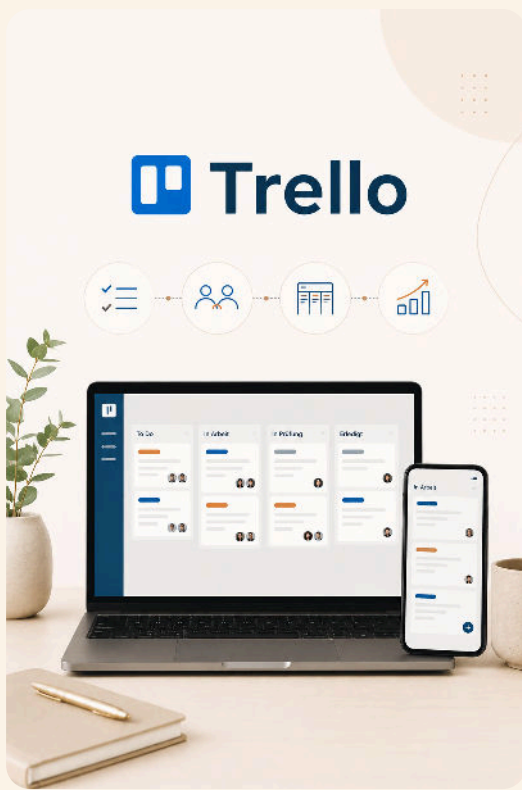 Trello
To Do
In Arbeit
In Prüfung
Erledigt
In Arbeit